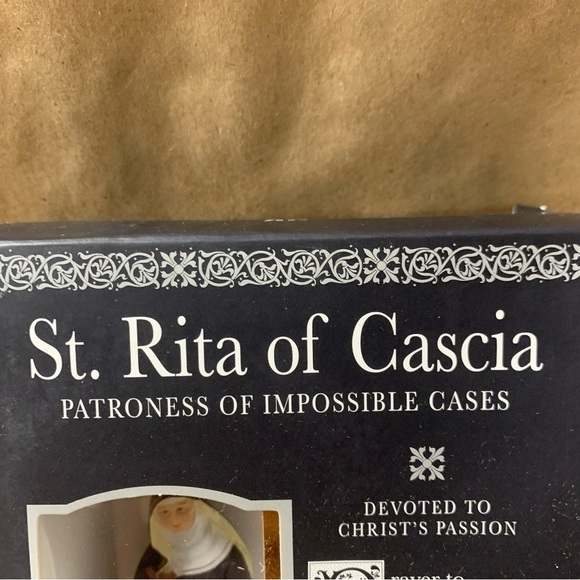 St. Rita of Cascia
PATRONESS OF IMPOSSIBLE CASES
DEVOTED TO
CHRIST'S PASSION